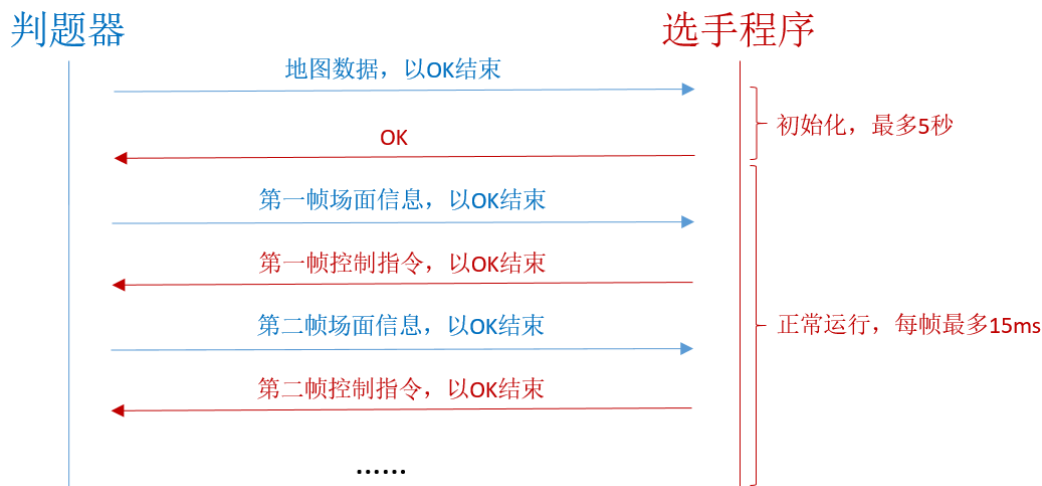 判题器
选手程序
地图数据，以OK结束
初始化，最多5秒
OK
第一帧场面信息，以OK结束
第一帧控制指令，以OK结束
第二帧场面信息，以OK结束
正常运行，每帧最多15ms
第二帧控制指令，以OK结束
......